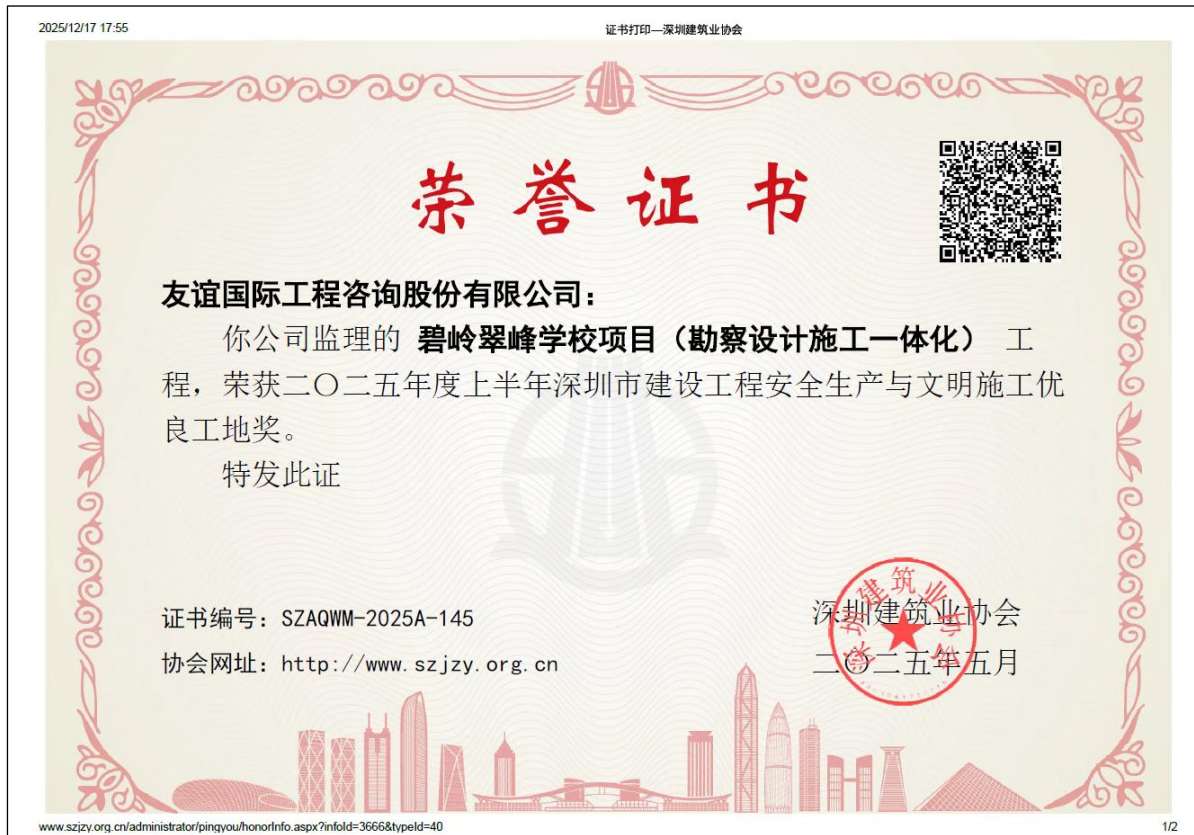 2025/12/17 17:55
证书打印—深圳建筑业协会
荣誉证书
友谊国际工程咨询股份有限公司：
你公司监理的 碧岭翠峰学校项目（勘察设计施工一体化） 工
程，荣获二〇二五年度上半年深圳市建设工程安全生产与文明施工优
良工地奖。
特发此证
证书编号：SZAQWM-2025A-145
协会网址：http://www.szjzy.org.cn
深圳建筑业协会
二〇二五年五月
深圳建筑业协会
www.szjzy.org.cn/administrator/pingyou/honorInfo.aspx?infoId=3666&typeId=40
1/2